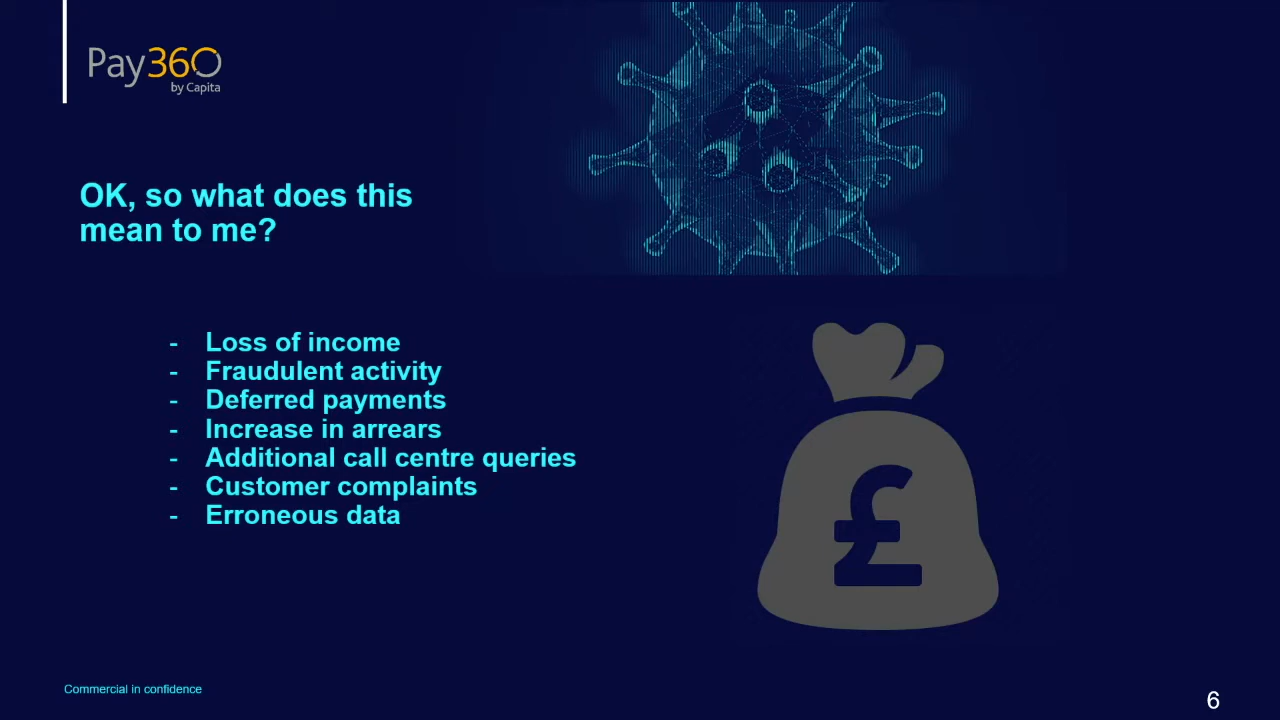 Pay360
by Capita
OK, so what does this
mean to me?
- Loss of income
- Fraudulent activity
- Deferred payments
- Increase in arrears
- Additional call centre queries
- Customer complaints
- Erroneous data
£
Commercial in confidence
6